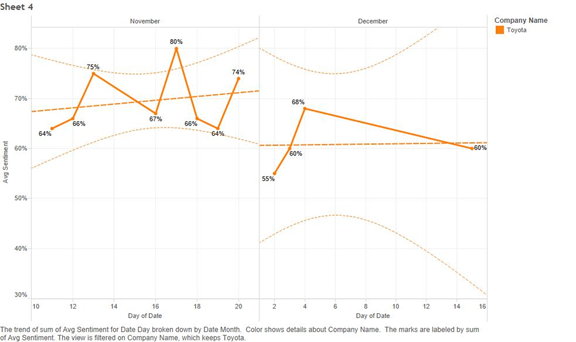 Sheet 4
Company Name
Toyota
November
December
Avg Sentiment
80%
70%
60%
50%
40%
30%
64%
66%
75%
67%
80%
66%
64%
74%
55%
60%
68%
60%
10 12 14 16 18 20
2 4 6 8 10 12 14 16
Day of Date
Day of Date
The trend of sum of Avg Sentiment for Date Day broken down by Date Month. Color shows details about Company Name. The marks are labeled by sum
of Avg Sentiment. The view is filtered on Company Name, which keeps Toyota.